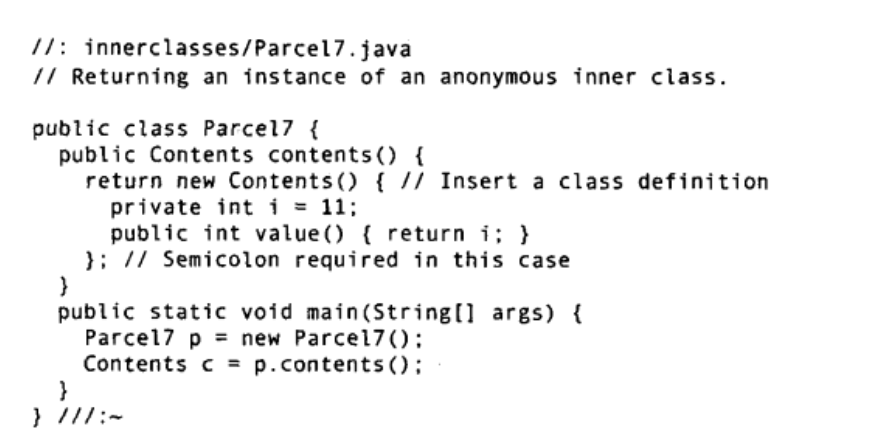 //: innerclasses/Parcel7.java
// Returning an instance of an anonymous inner class.
public class Parcel7 {
public Contents contents() {
return new Contents() { // Insert a class definition
private int i = 11;
public int value() { return i; }
}; // Semicolon required in this case
}
public static void main(String[] args) {
Parcel7 p = new Parcel7();
Contents c = p.contents();
}
} ///:~